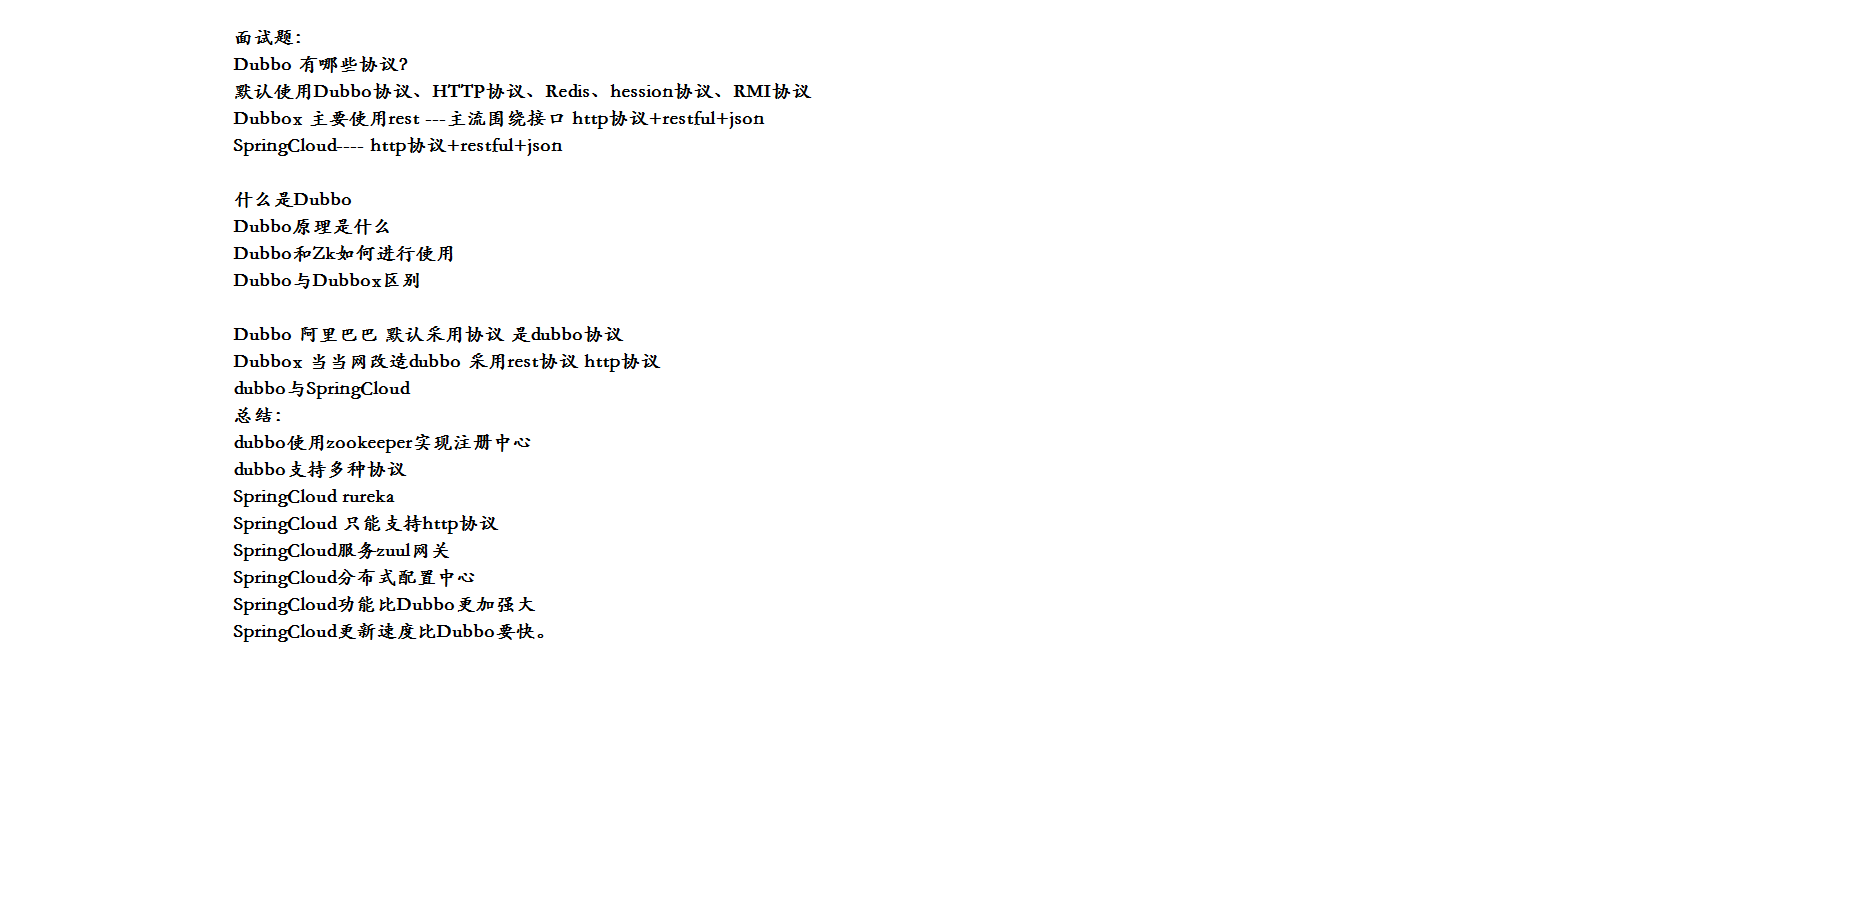 面试题：
Dubbo 有哪些协议?
默认使用Dubbo协议、HTTP协议、Redis、hession协议、RMI协议
Dubbox 主要使用rest ---主流围绕接口 http协议+restful+json
SpringCloud---- http协议+restful+json
什么是Dubbo
Dubbo原理是什么
Dubbo和Zk如何进行使用
Dubbo与Dubbox区别
Dubbo 阿里巴巴 默认采用协议 是dubbo协议
Dubbox 当当网改造dubbo 采用rest协议 http协议
dubbo与SpringCloud
总结：
dubbo使用zookeeper实现注册中心
dubbo支持多种协议
SpringCloud rureka
SpringCloud 只能支持http协议
SpringCloud服务zuul网关
SpringCloud分布式配置中心
SpringCloud功能比Dubbo更加强大
SpringCloud更新速度比Dubbo要快。